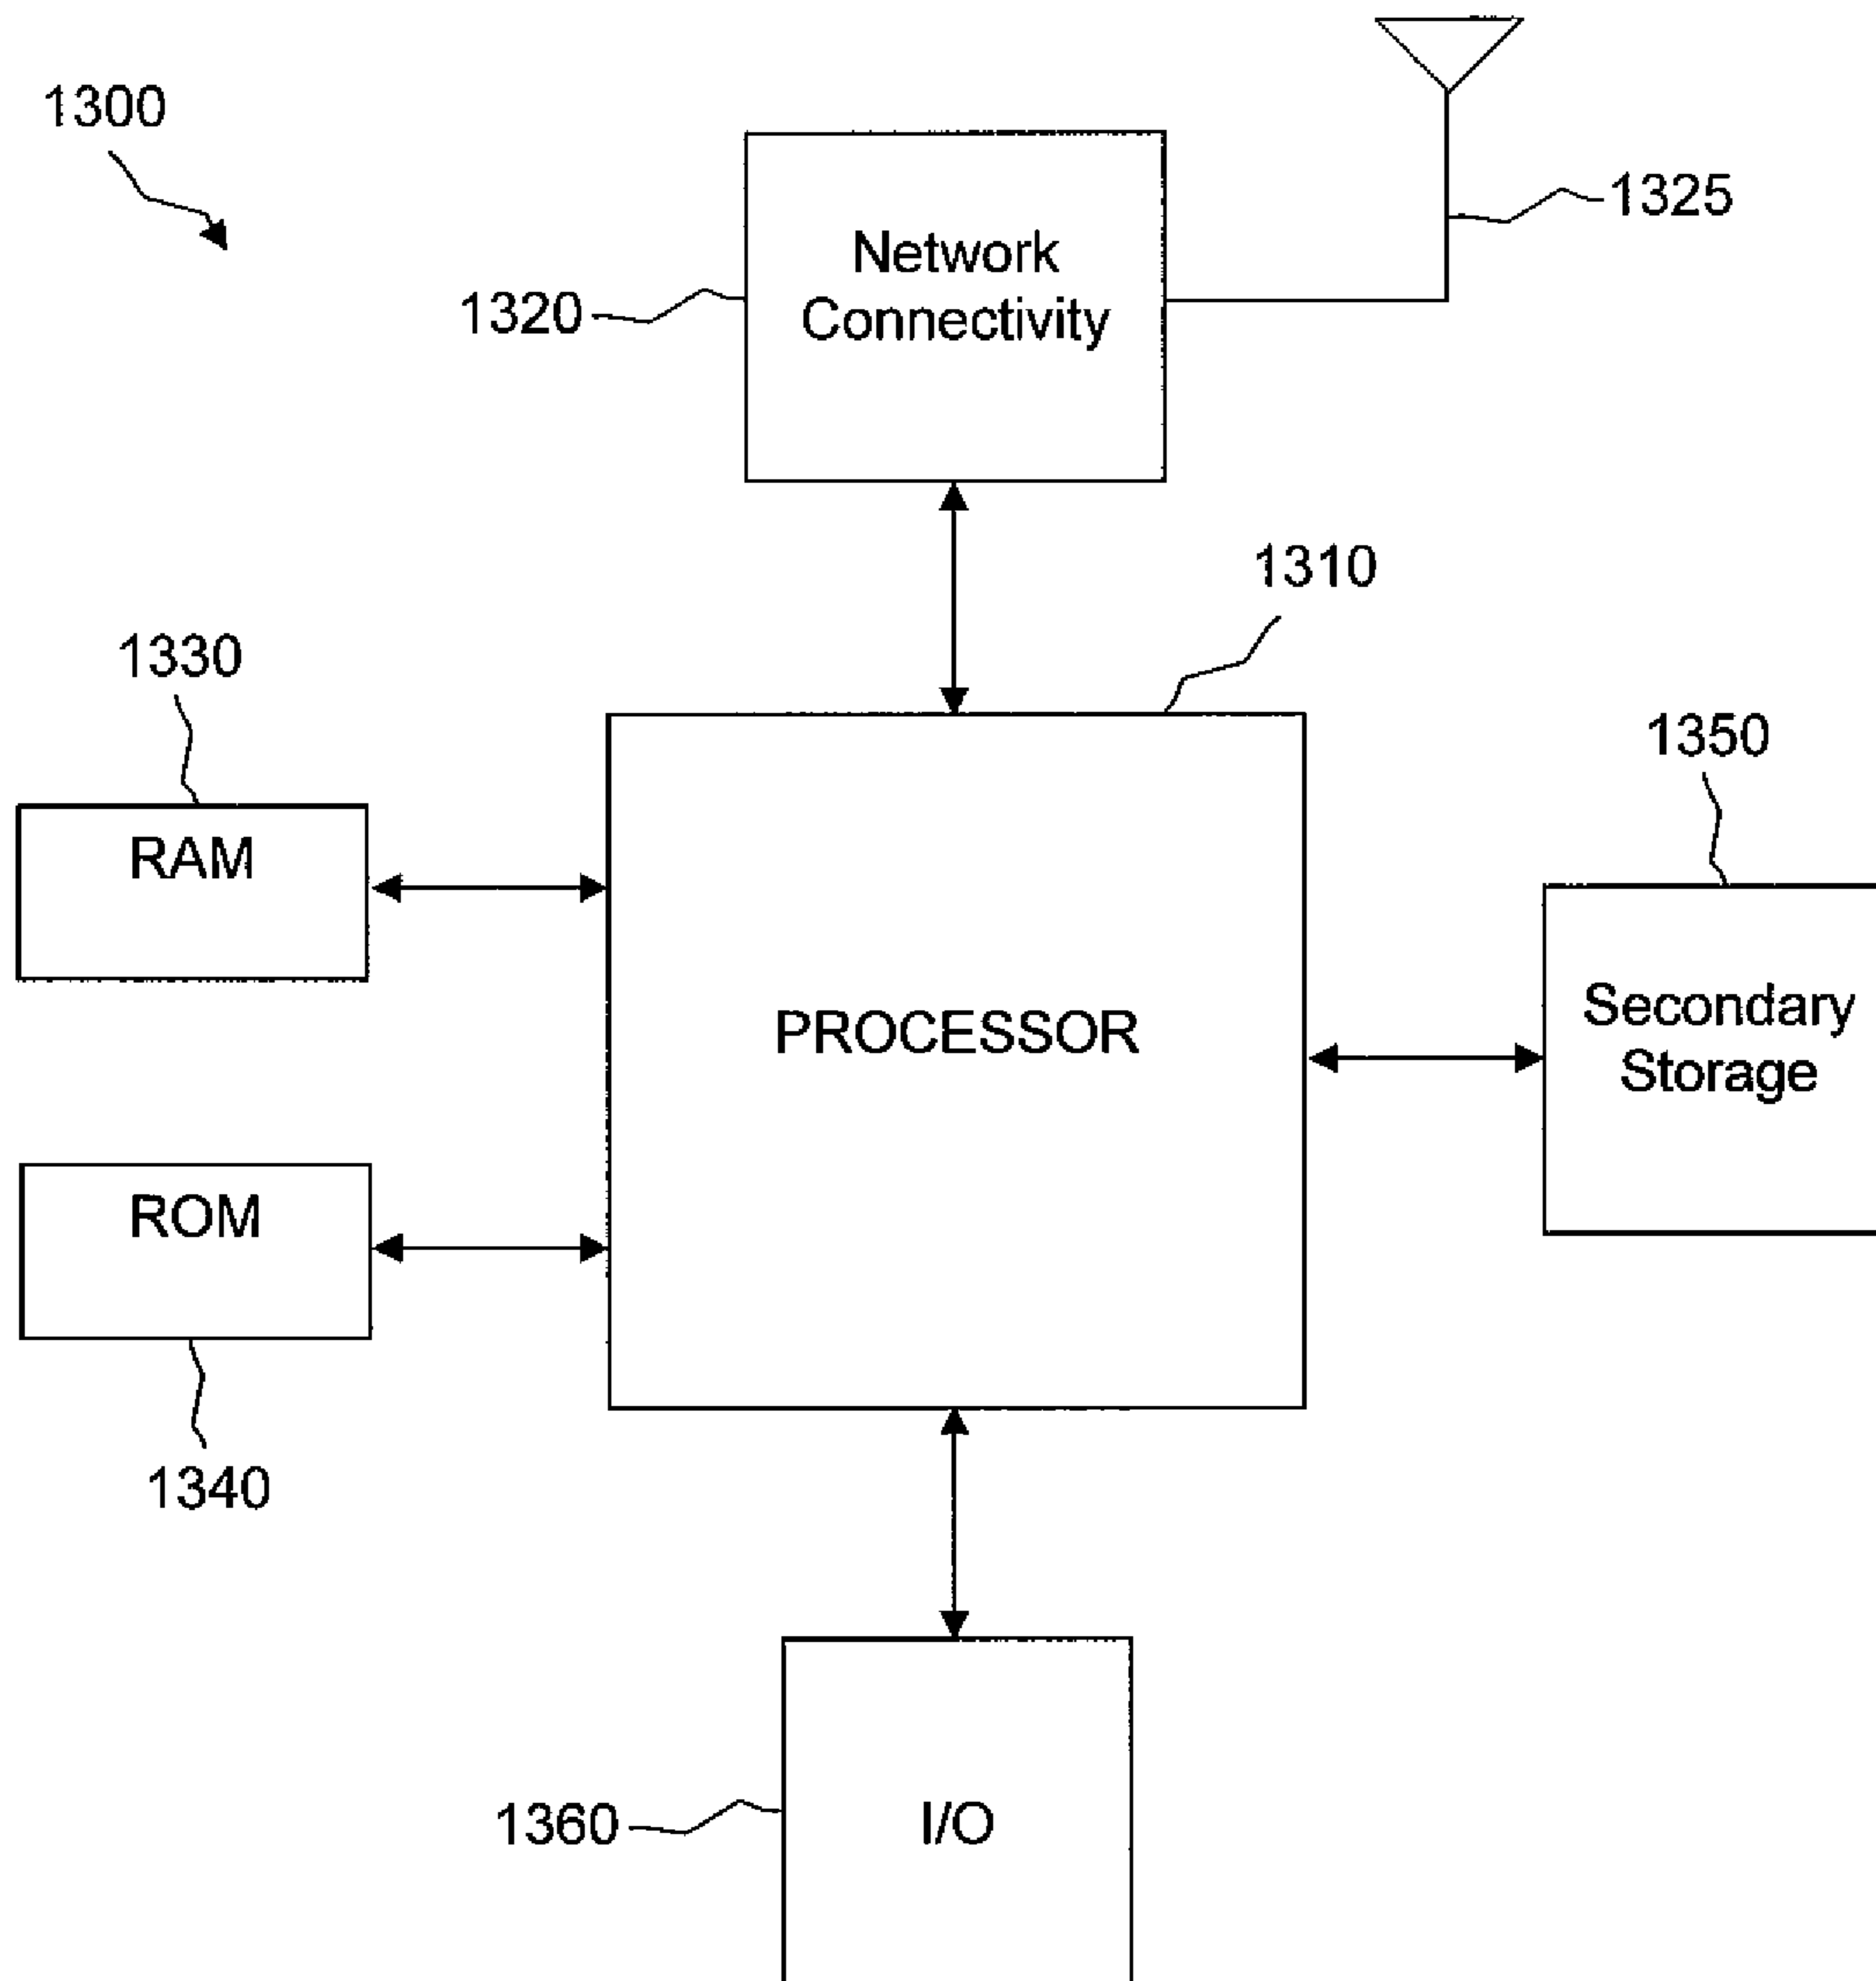 1300
1325
Network
Connectivity
1320
1310
1330
1350
RAM
Secondary
Storage
PROCESSOR
ROM
1340
1360
I/O